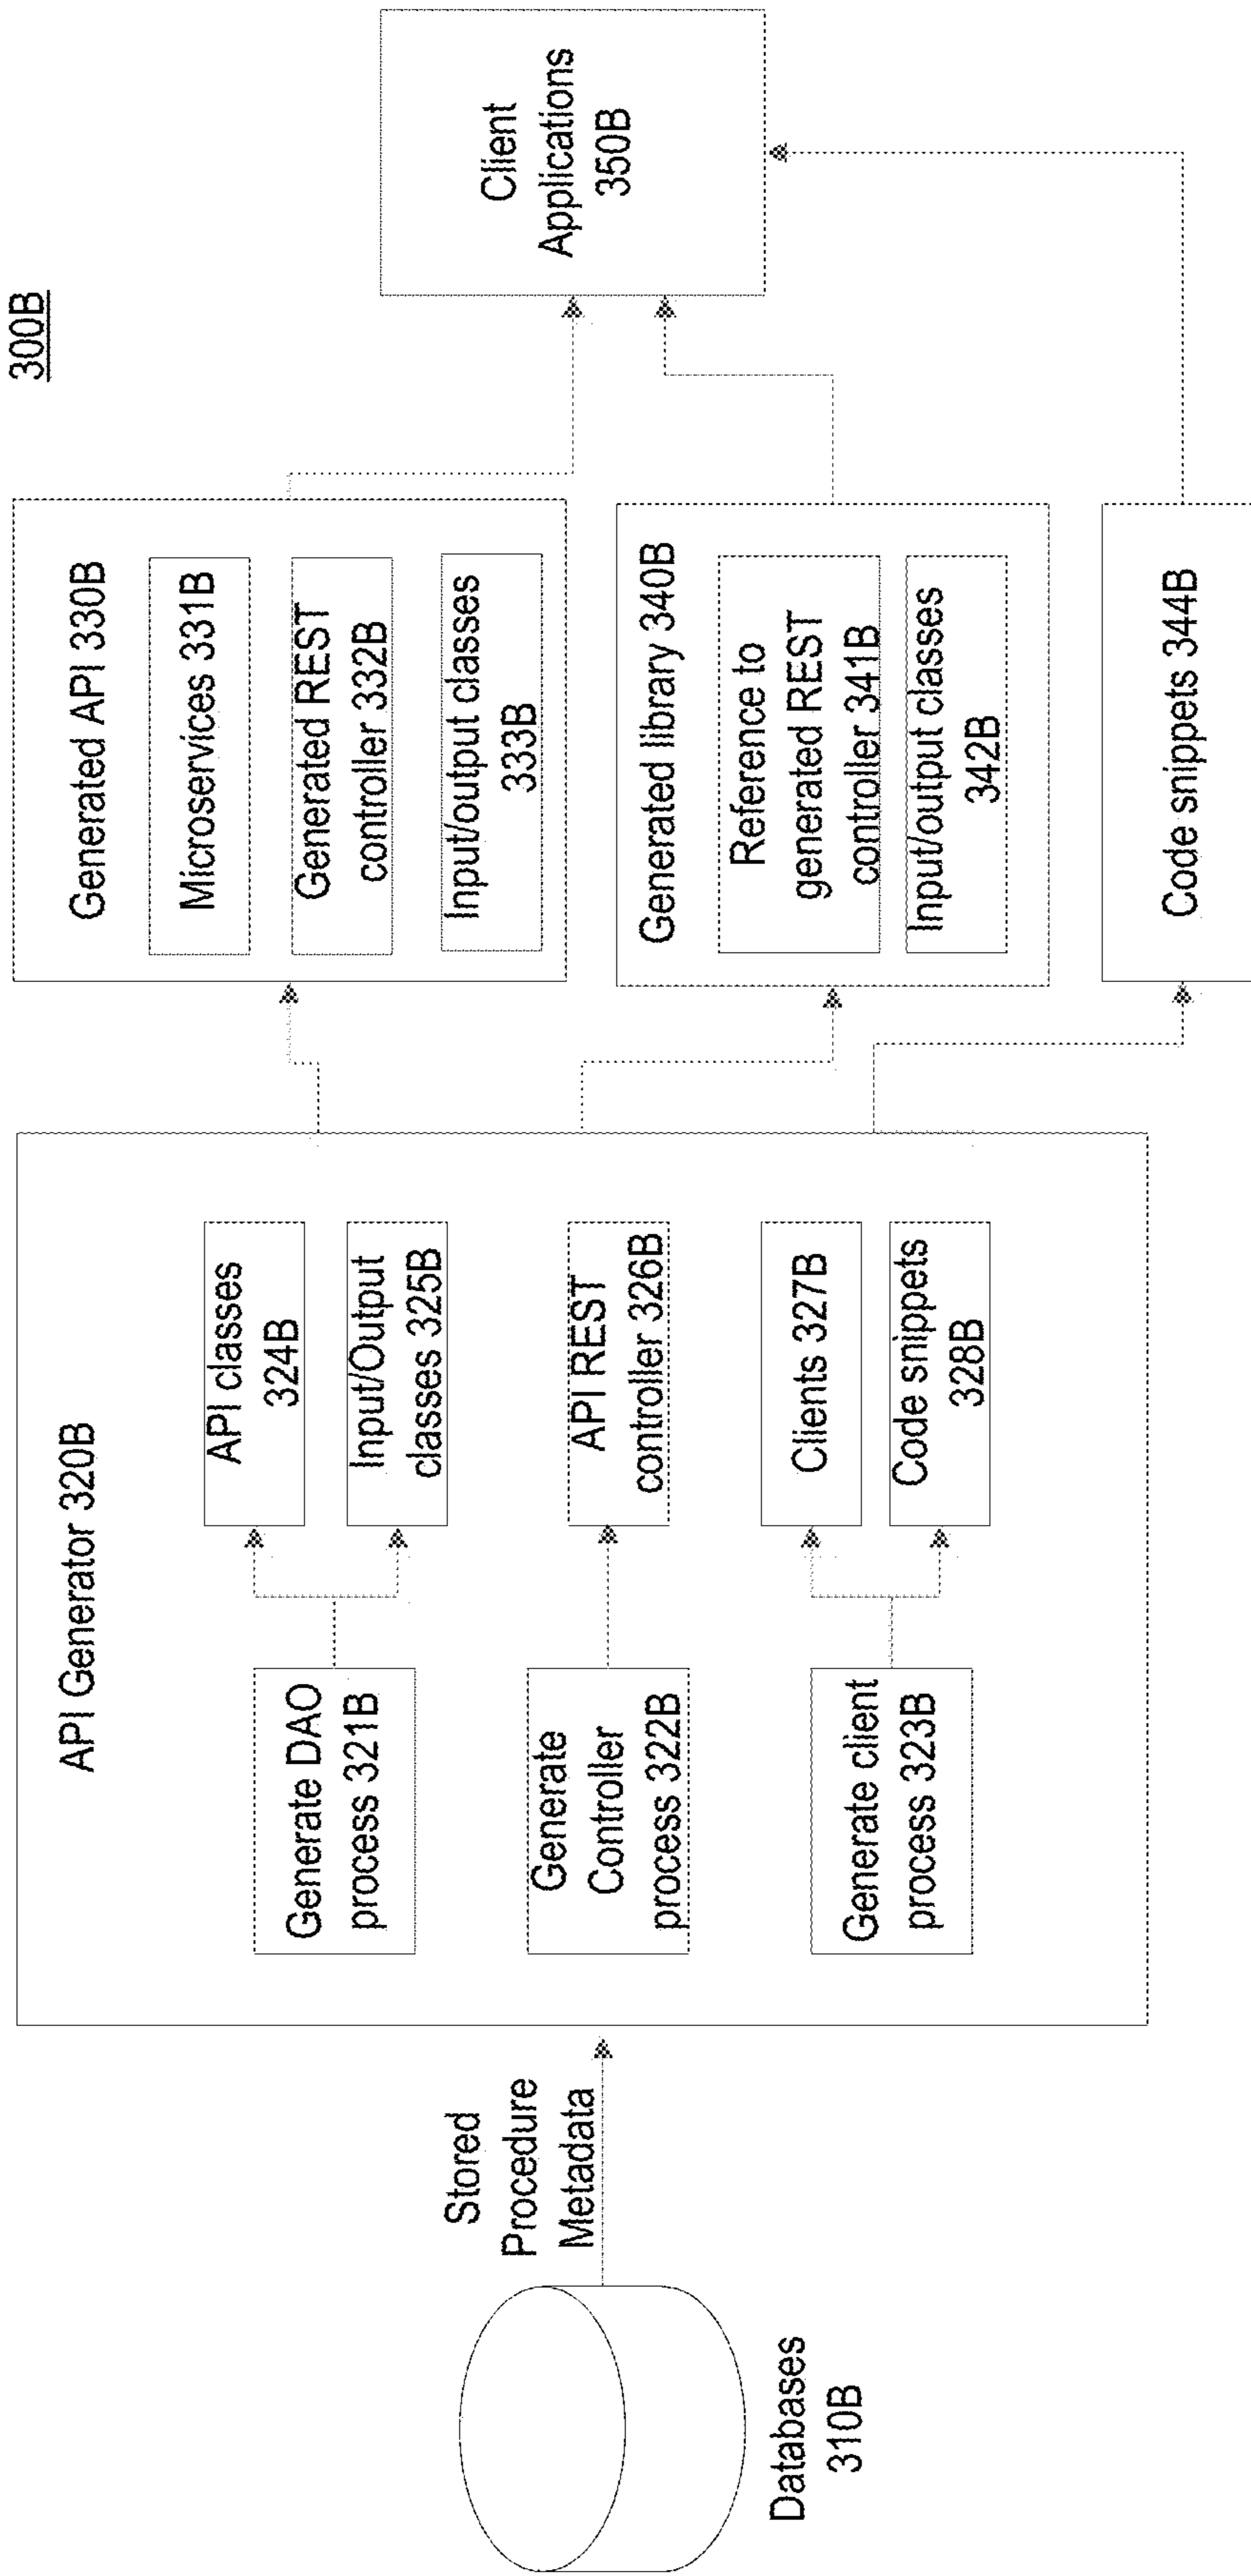 300B
Databases
310B
Stored
Procedure
Metadata
API Generator 320B
Generate DAO
process 321B
Generate
Controller
process 322B
Generate client
process 323B
API classes
324B
Input/Output
classes 325B
API REST
controller 326B
Clients 327B
Code snippets
328B
Generated API 330B
Microservices 331B
Generated REST
controller 332B
Input/output classes
333B
Generated library 340B
Reference to
generated REST
controller 341B
Input/output classes
342B
Code snippets 344B
Client
Applications
350B